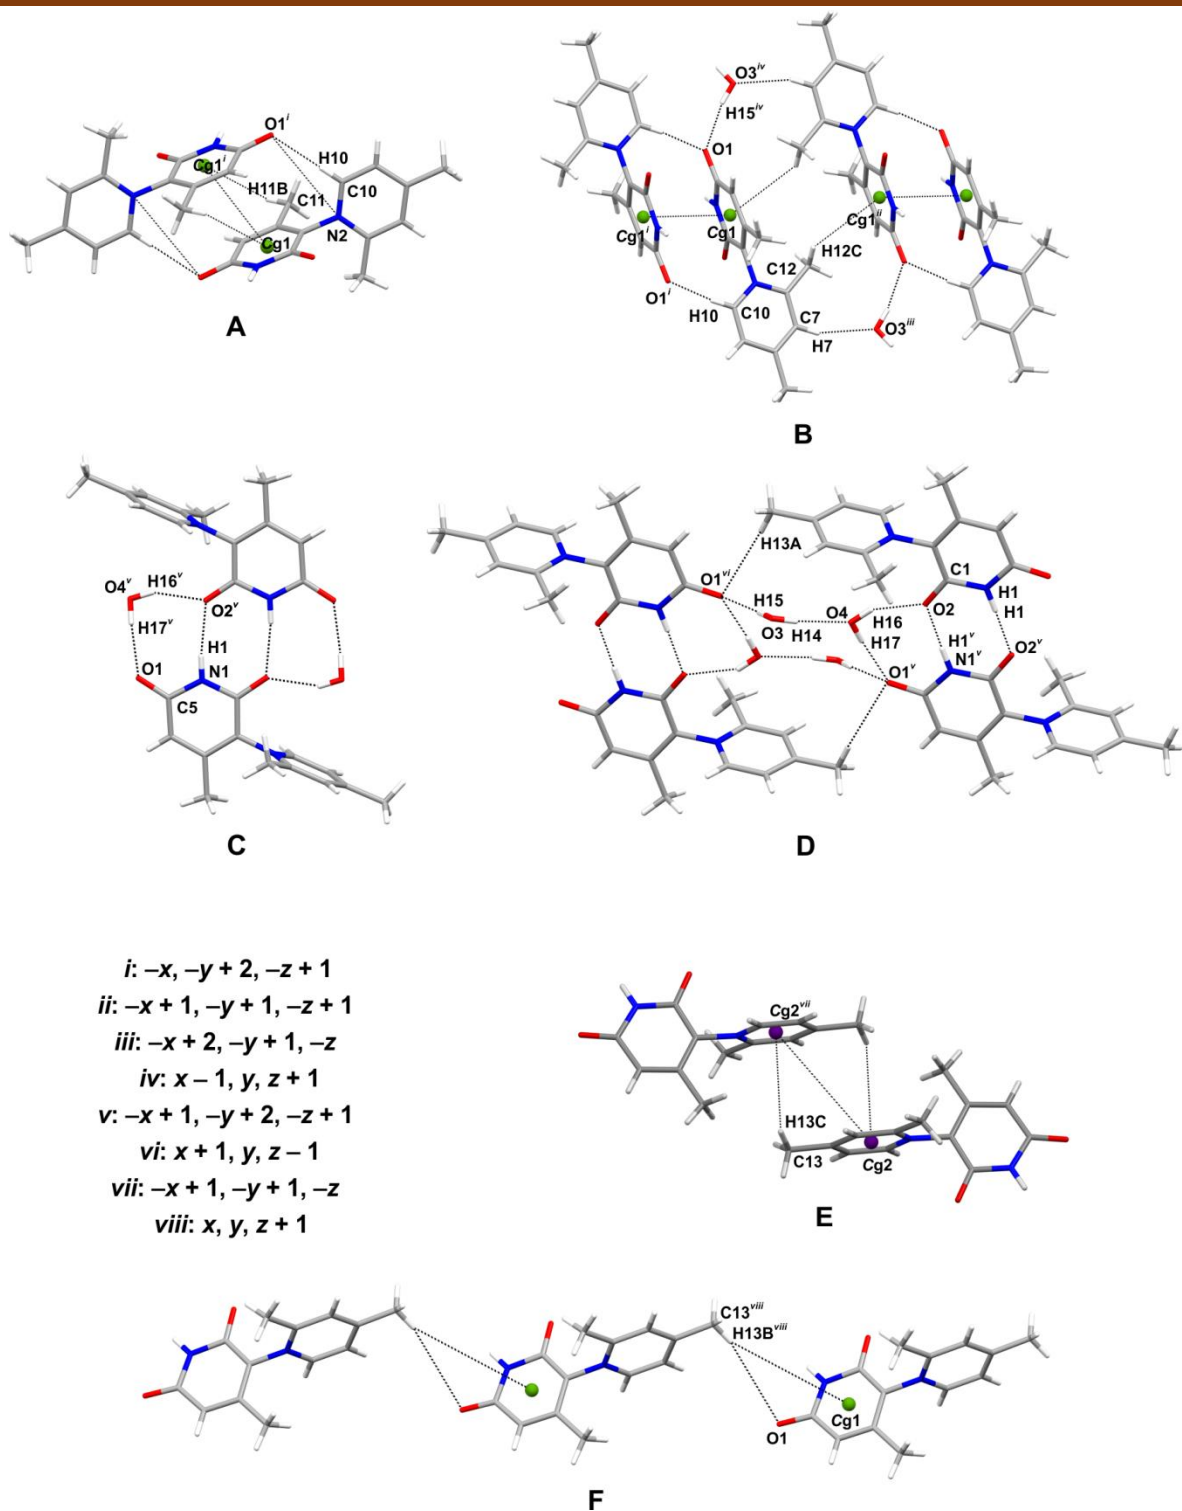 O1i
Cg1i
H10
H11B
C10
C11
Cg1
N2
A
O3iv
H15iv
O1
Cg1i
Cg1
Cg1ii
H12C
C12
O1i
H10
C10
C7
H7
O3iii
B
H16v
O4v
O2v
H17v
H1
O1
N1
C5
C
H13A
O1vi
C1
H15
O4
O2
H1
H1
O3
H14
H16
H17
H1v
N1v
O2v
O1v
D
i: –x, –y + 2, –z + 1
ii: –x + 1, –y + 1, –z + 1
iii: –x + 2, –y + 1, –z
iv: x – 1, y, z + 1
v: –x + 1, –y + 2, –z + 1
vi: x + 1, y, z – 1
vii: –x + 1, –y + 1, –z
viii: x, y, z + 1
Cg2vii
H13C
C13
Cg2
E
C13viii
H13Bviii
Cg1
O1
F